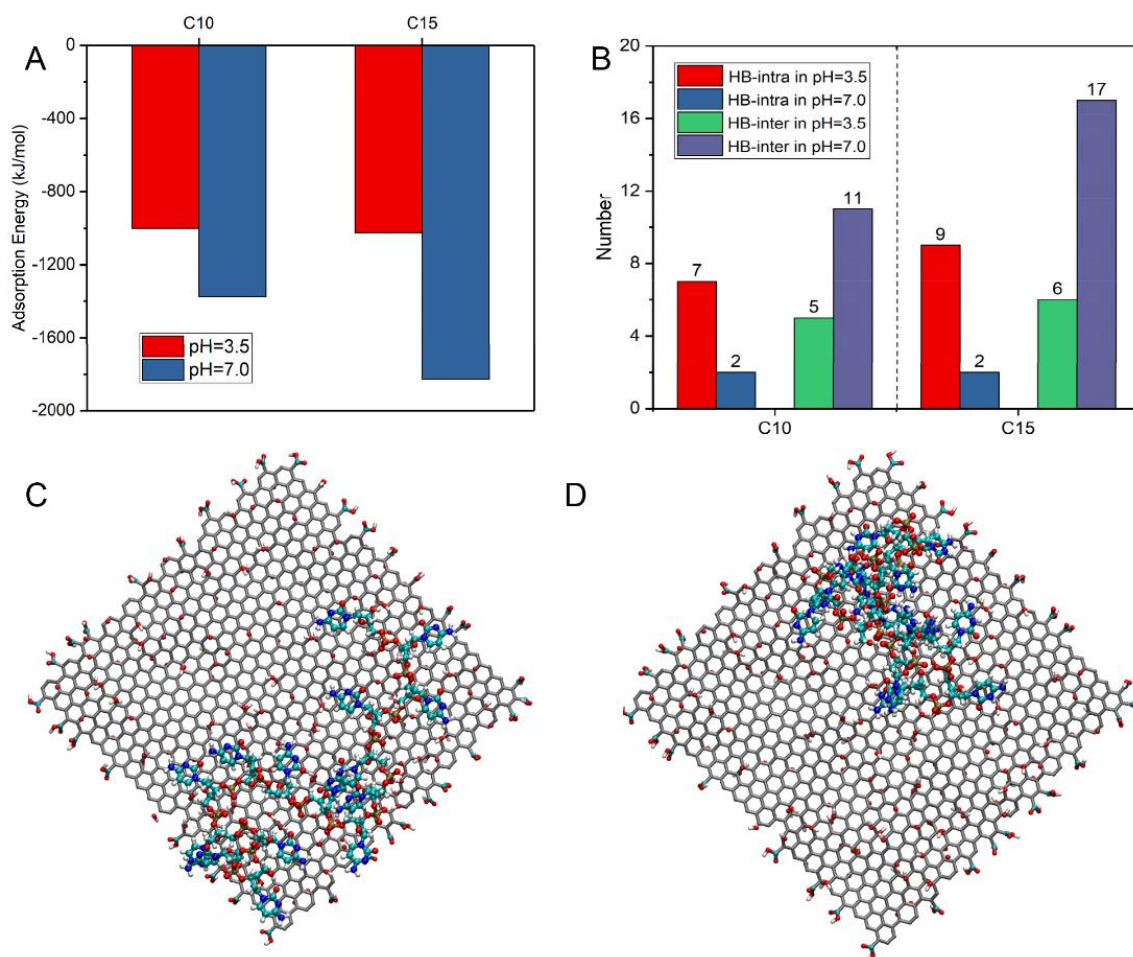 A
C10 C15
Adsorption Energy (kJ/mol)
0
-400
-800
-1200
-1600
-2000
pH=3.5
pH=7.0
B
Number
20
16
12
8
4
0
HB-intra in pH=3.5
HB-intra in pH=7.0
HB-inter in pH=3.5
HB-inter in pH=7.0
7
2
5
11
9
2
6
17
C10 C15
C
D